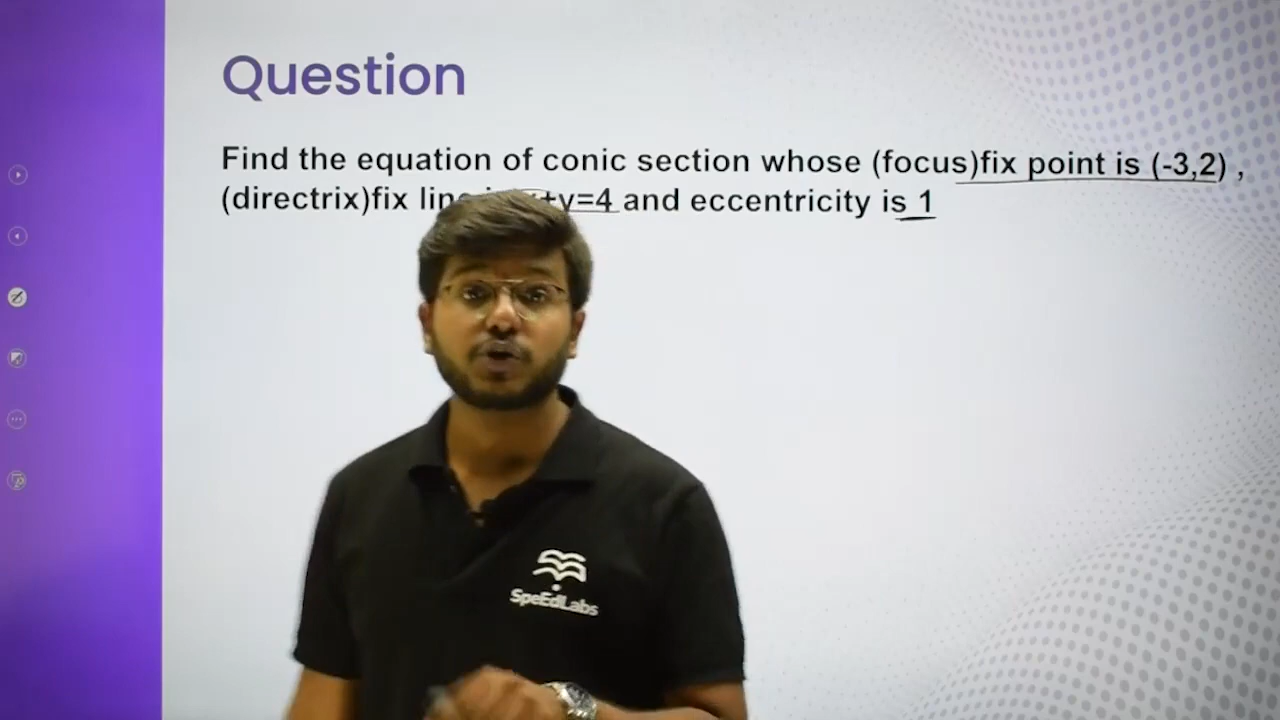 Question
Find the equation of conic section whose (focus)fix point is (-3,2) ,
(directrix)fix +y=4 and eccentricity is 1
SpeEdLabs